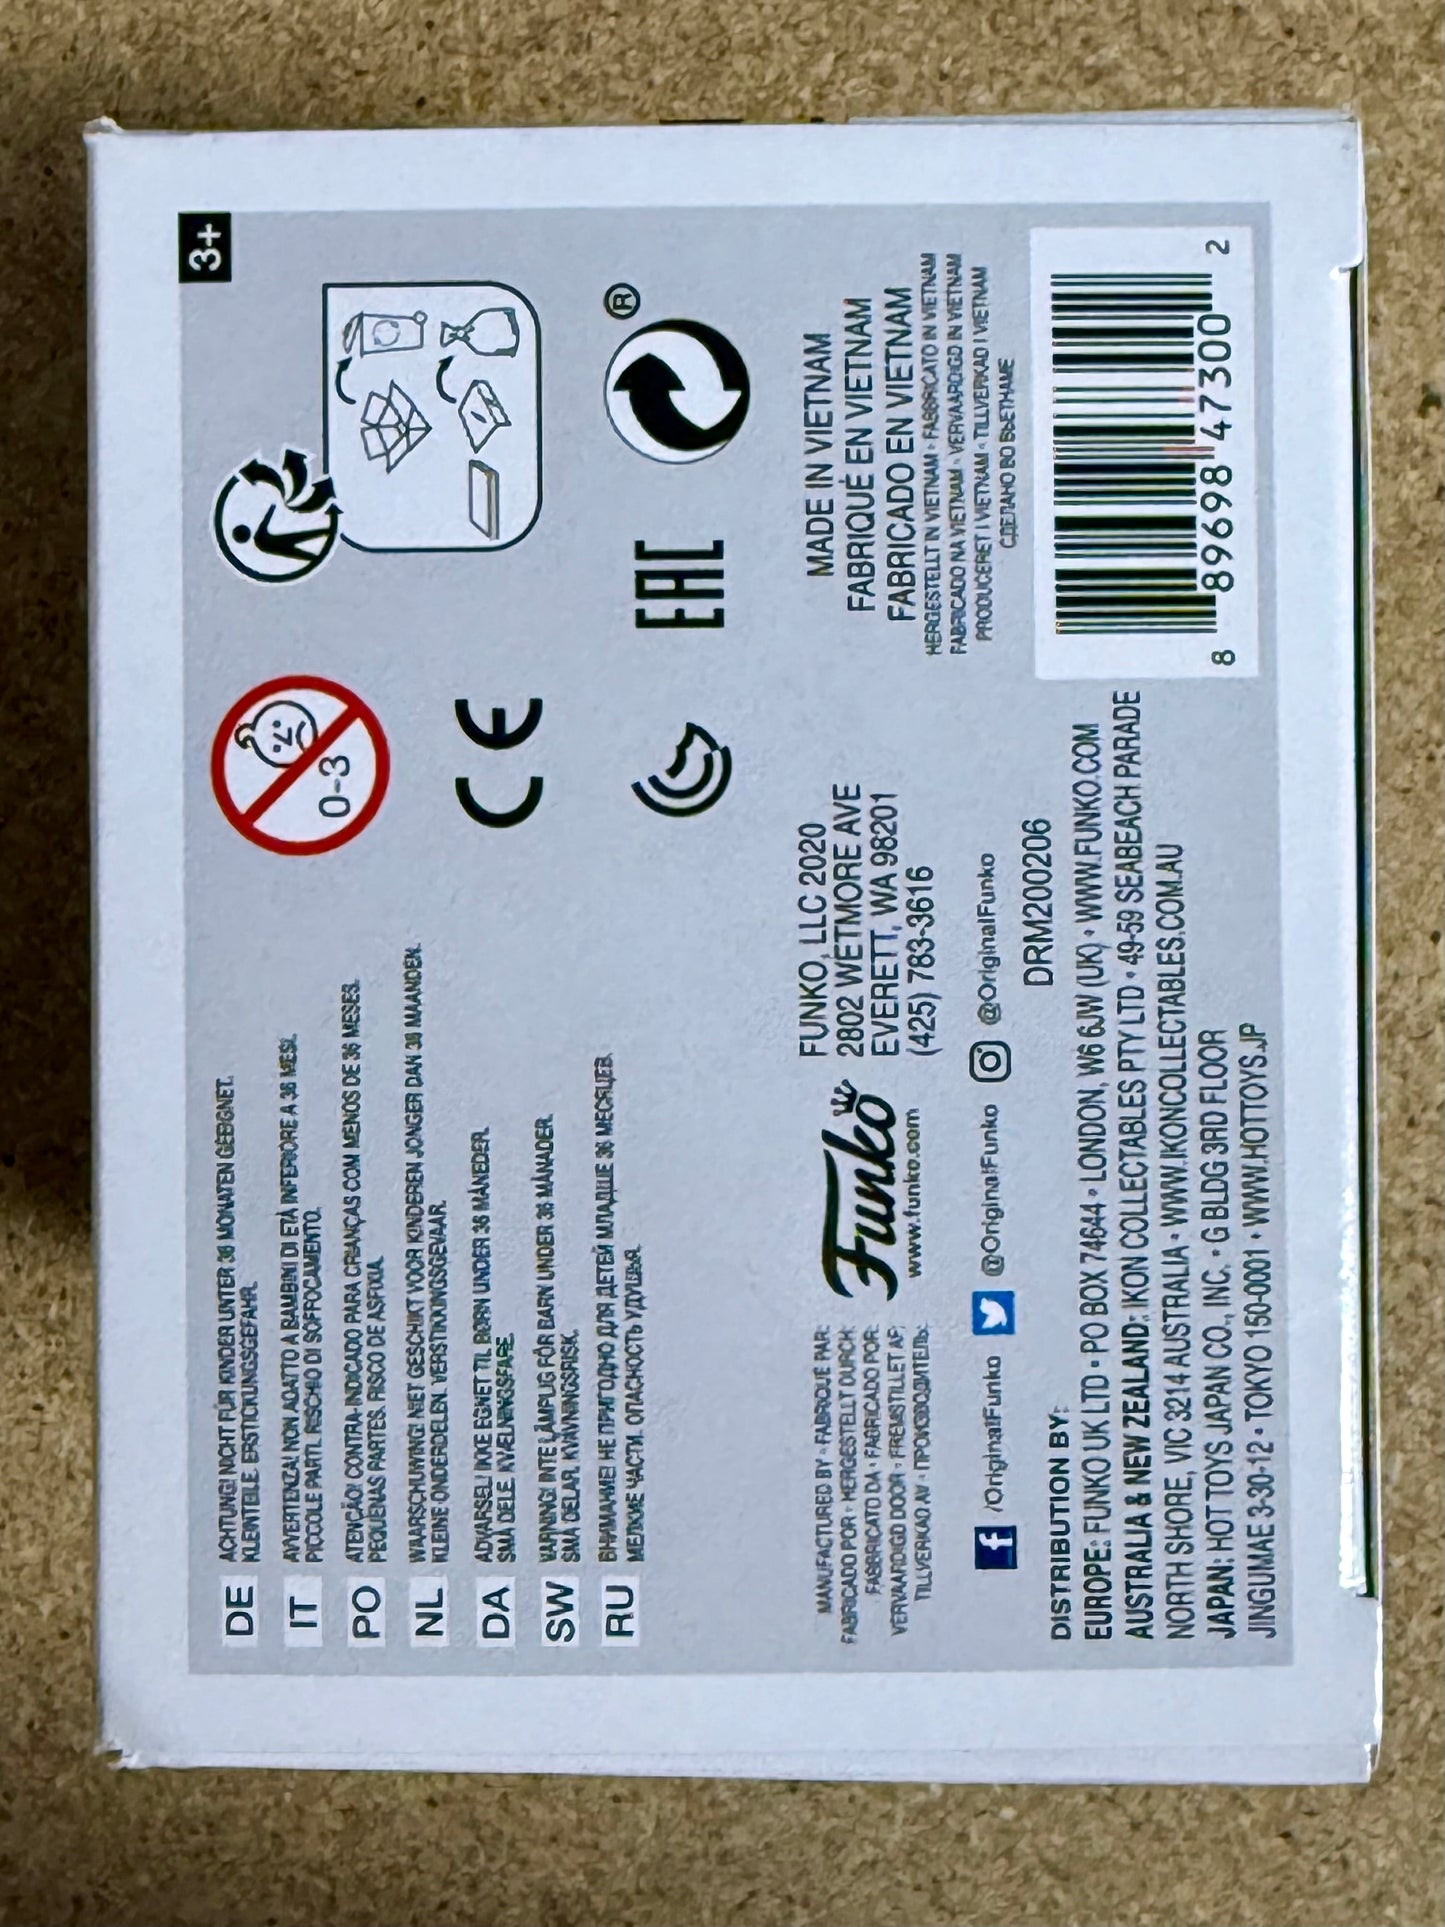 3+
DE ACHTUNG! NICHT FÜR KINDER UNTER 36 MONATEN GEEIGNET.
KLEINTEILE. ERSTICKUNGSGEFAHR.
IT AVVERTENZA! NON ADATTO A BAMBINI DI ETÀ INFERIORE A 36 MESI.
PICCOLE PARTI. RISCHIO DI SOFFOCAMENTO.
PO ATENÇÃO! CONTRA-INDICADO PARA CRIANÇAS COM MENOS DE 36 MESES.
PEQUENAS PARTES. RISCO DE ASFIXIA.
NL WAARSCHUWING! NIET GESCHIKT VOOR KINDEREN JONGER DAN 36 MAANDEN.
KLEINE ONDERDELEN. VERSTIKKINGSGEVAAR.
DA ADVARSEL! IKKE EGNET TIL BØRN UNDER 36 MÅNEDER.
SMÅ DELE. KVÆLNINGSFARE.
SW VARNING! INTE LÄMPLIG FÖR BARN UNDER 36 MÅNADER.
SMÅ DELAR. KVÄVNINGSRISK.
RU ВНИМАНИЕ! НЕ ПРИГОДНО ДЛЯ ДЕТЕЙ МЛАДШЕ 36 МЕСЯЦЕВ.
МЕЛКИЕ ЧАСТИ. ОПАСНОСТЬ УДУШЬЯ.
0-3
CE
EAC
®
MANUFACTURED BY • FABRIQUÉ PAR:
FABRICADO POR • HERGESTELLT DURCH:
FABBRICATO DA • FABRICADO POR:
VERVAARDIGD DOOR • FREMSTILLET AF:
TILLVERKAD AV • ПРОИЗВОДИТЕЛЬ:
Funko
www.funko.com
FUNKO, LLC 2020
2802 WETMORE AVE
EVERETT, WA 98201
(425) 783-3616
/OriginalFunko @OriginalFunko @OriginalFunko
MADE IN VIETNAM
FABRIQUÉ EN VIETNAM
FABRICADO EN VIETNAM
HERGESTELLT IN VIETNAM • FABBRICATO IN VIETNAM
FABRICADO NA VIETNAM • VERVAARDIGD IN VIETNAM
PRODUCERET I VIETNAM • TILLVERKAD I VIETNAM
СДЕЛАНО ВО ВЬЕТНАМЕ
DRM200206
DISTRIBUTION BY:
EUROPE: FUNKO UK LTD • PO BOX 74644 • LONDON, W6 6JW (UK) • WWW.FUNKO.COM
AUSTRALIA & NEW ZEALAND: IKON COLLECTABLES PTY LTD • 49-59 SEABEACH PARADE
NORTH SHORE, VIC 3214 AUSTRALIA • WWW.IKONCOLLECTABLES.COM.AU
JAPAN: HOT TOYS JAPAN CO., INC. • G BLDG 3RD FLOOR
JINGUMAE 3-30-12 • TOKYO 150-0001 • WWW.HOTTOYS.JP
8 89698 47300 2